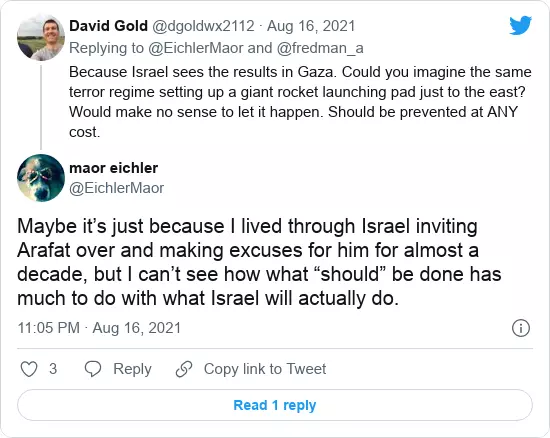 David Gold @dgoldwx2112 · Aug 16, 2021
Replying to @EichlerMaor and @fredman_a
Because Israel sees the results in Gaza. Could you imagine the same
terror regime setting up a giant rocket launching pad just to the east?
Would make no sense to let it happen. Should be prevented at ANY
cost.
maor eichler
@EichlerMaor
Maybe it’s just because I lived through Israel inviting
Arafat over and making excuses for him for almost a
decade, but I can’t see how what “should” be done has
much to do with what Israel will actually do.
11:05 PM · Aug 16, 2021
3 Reply Copy link to Tweet
Read 1 reply